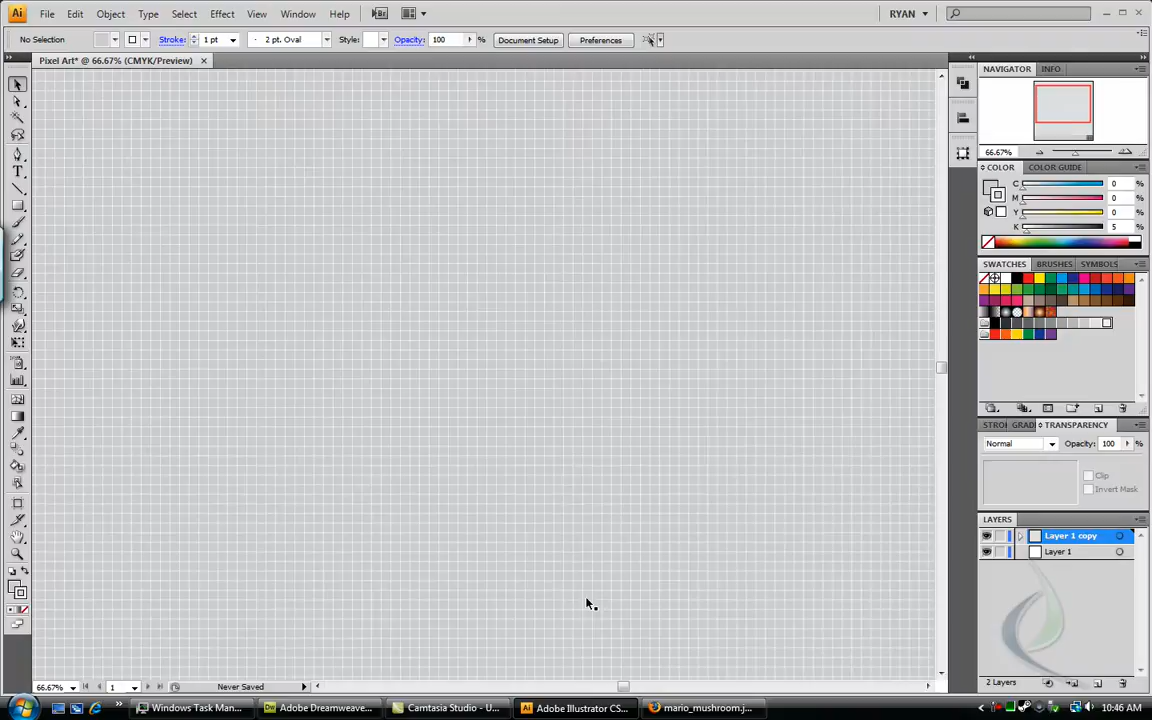 Ai File Edit Object Type Select Effect View Window Help Br RYAN
No Selection Stroke: 1 pt 2 pt. Oval Style: Opacity: 100 % Document Setup Preferences
Pixel Art* @ 66.67% (CMYK/Preview)
NAVIGATOR INFO
66.67%
COLOR COLOR GUIDE
C 0 %
M 0 %
Y 0 %
K 5 %
SWATCHES BRUSHES SYMBOLS
STROI GRADI TRANSPARENCY
Normal Opacity: 100 %
Clip
Invert Mask
LAYERS
Layer 1 copy
Layer 1
2 Layers
66.67% 1 Never Saved
Windows Task Man... Adobe Dreamweave... Camtasia Studio - U... Adobe Illustrator CS... mario_mushroom.j... 10:46 AM